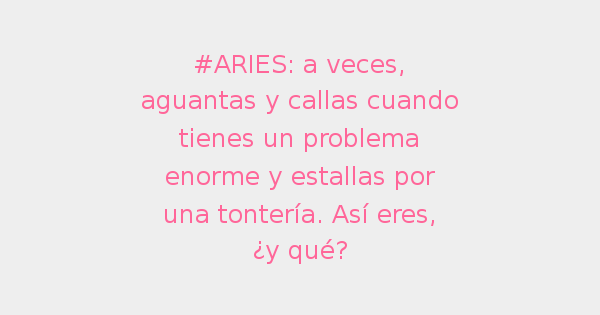 #ARIES: a veces,
aguantas y callas cuando
tienes un problema
enorme y estallas por
una tontería. Así eres,
¿y qué?